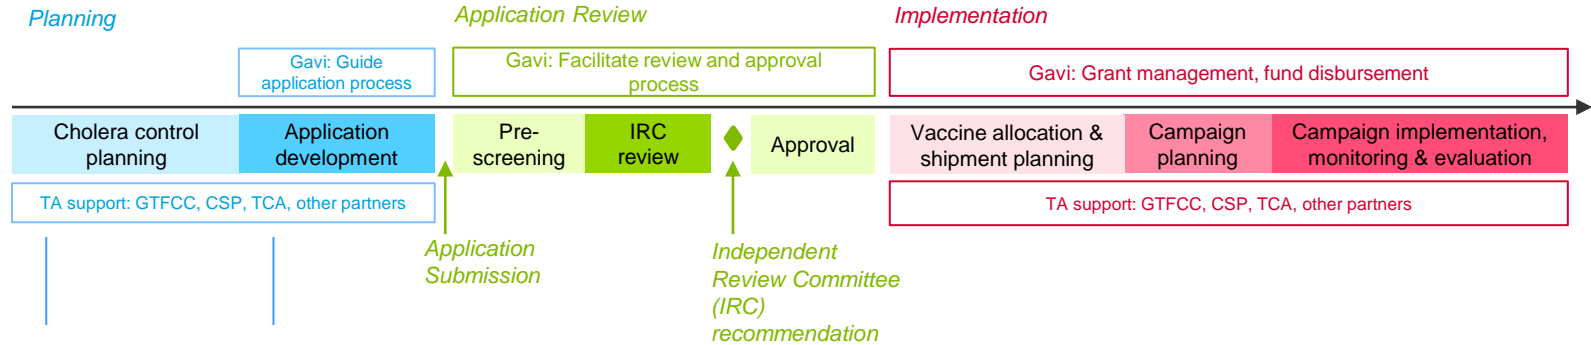 Planning
Application Review
Implementation
Gavi: Guide
application process
Gavi: Facilitate review and approval
process
Gavi: Grant management, fund disbursement
Cholera control
planning
Application
development
Pre-
screening
IRC
review
Approval
Vaccine allocation &
shipment planning
Campaign
planning
Campaign implementation,
monitoring & evaluation
TA support: GTFCC, CSP, TCA, other partners
TA support: GTFCC, CSP, TCA, other partners
Application
Submission
Independent
Review Committee
(IRC)
recommendation